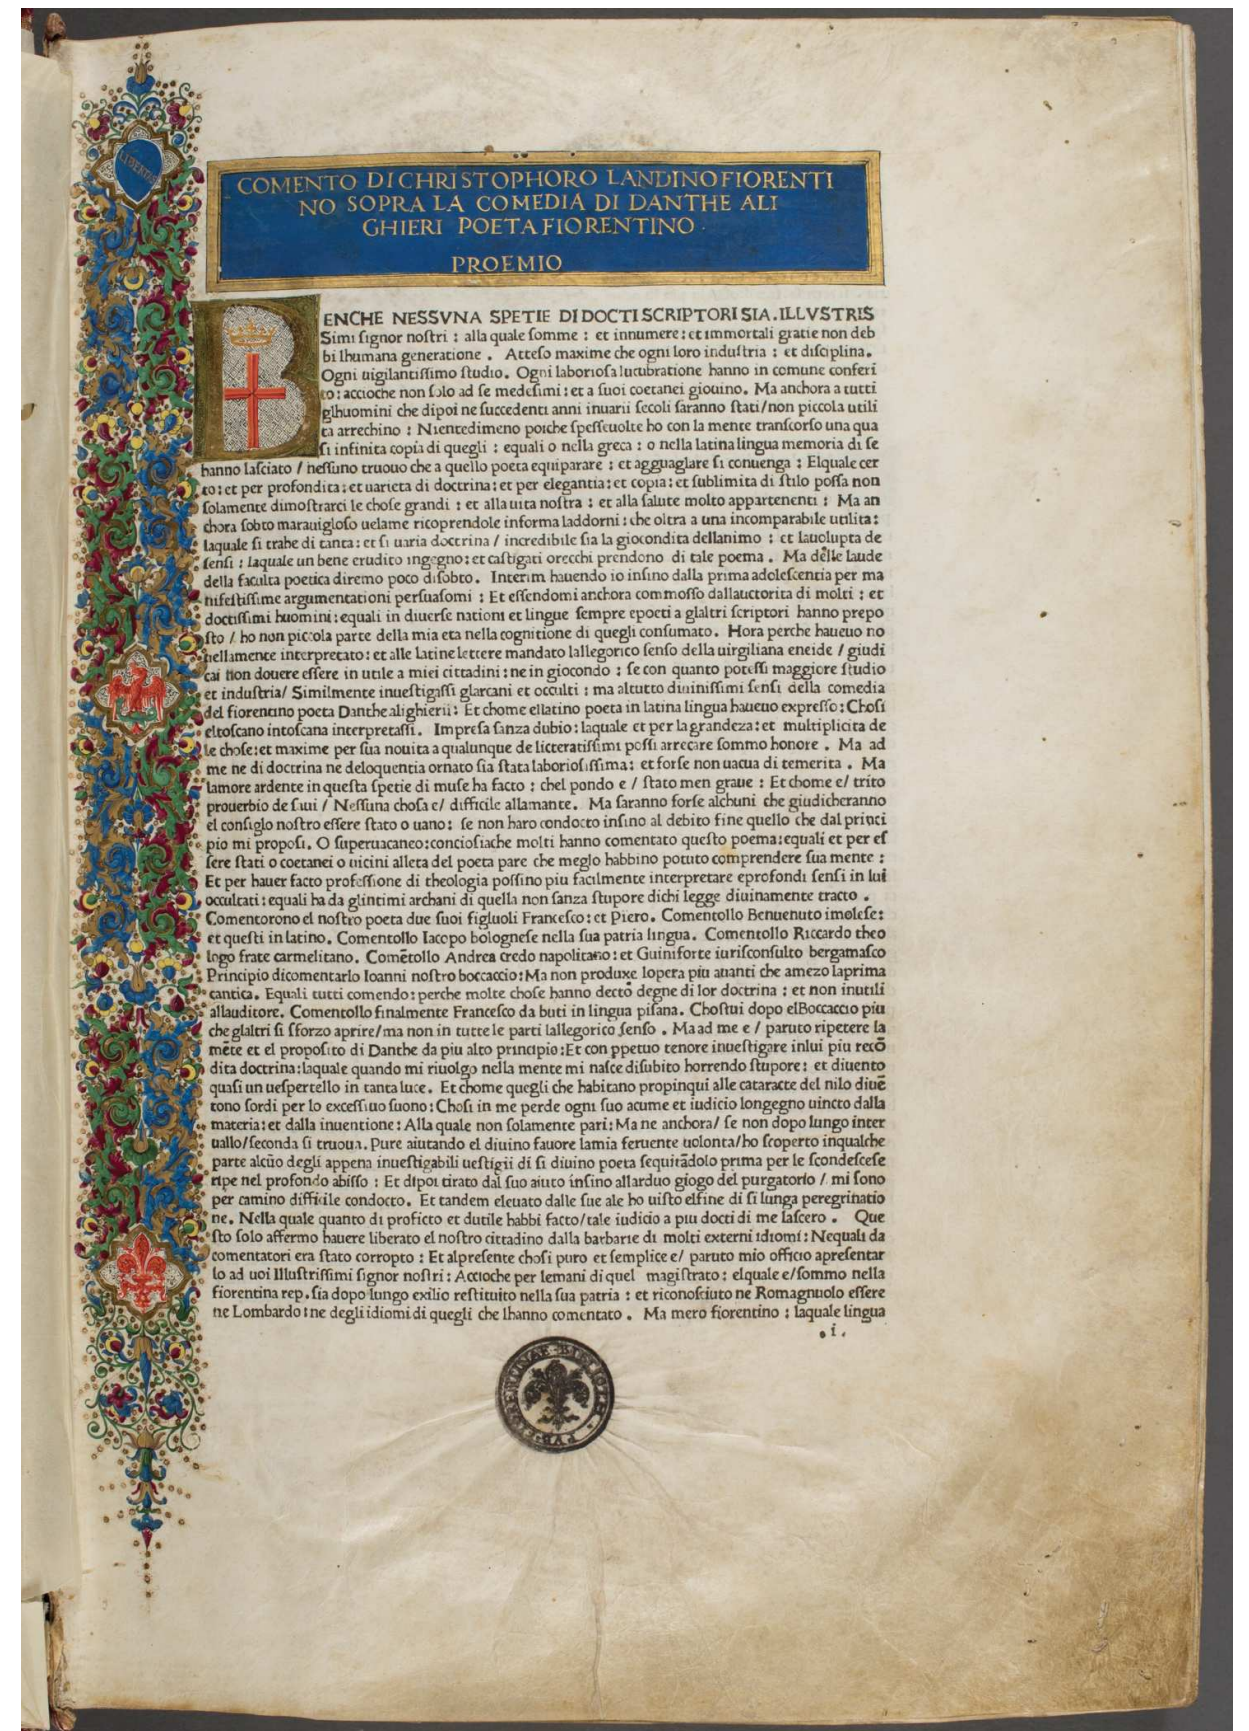 LIBERTAS
COMENTO DI CHRISTOPHORO LANDINO FIORENTI
NO SOPRA LA COMEDIA DI DANTHE ALI
GHIERI POETA FIORENTINO .
PROEMIO
BENCHE NESSVNA SPETIE DI DOCTI SCRIPTORI SIA . ILLVSTRIS
Simi ſignor noſtri : alla quale ſomme : et innumere : et immortali gratie non deb
bi lhumana generatione . Atteſo maxime che ogni loro induſtria : et diſciplina .
Ogni uigilantiſſimo ſtudio . Ogni laborioſa lucubratione hanno in comune conferi
to : accioche non ſolo ad ſe medeſimi : et a ſuoi coetanei giouino . Ma anchora a tutti
glhuomini che dipoi ne ſuccedenti anni inuarii ſecoli ſaranno ſtati / non piccola utili
ta arrechino : Nientedimeno poiche ſpeſſeuolte ho con la mente tranſcorſo una qua
ſi infinita copia di quegli : equali o nella greca : o nella latina lingua memoria di ſe
hanno laſciato / neſſuno truouo che a quello poeta equiparare : et agguaglare ſi conuenga : Elquale cer
to : et per profondita : et uarieta di doctrina : et per elegantia : et copia : et ſublimita di ſtilo poſſa non
ſolamente dimoſtrarci le choſe grandi : et alla uita noſtra : et alla ſalute molto appartenenti : Ma an
chora ſobto marauigloſo uelame ricoprendole informa laddorni : che oltra a una incomparabile utilita :
laquale ſi trahe di tanta : et ſi uaria doctrina / incredibile ſia la giocondita dellanimo : et lauolupta de
ſenſi : laquale un bene erudito ingegno : et caſtigati orecchi prendono di tale poema . Ma delle laude
della faculta poetica diremo poco diſobto . Interim hauendo io inſino dalla prima adoleſcentia per ma
nifeſtiſſime argumentationi perſuaſomi : Et eſſendomi anchora commoſſo dallauctorita di molti : et
doctiſſimi huomini : equali in diuerſe nationi et lingue ſempre epoeti a glaltri ſcriptori hanno prepo
ſto / ho non piccola parte della mia eta nella cognitione di quegli conſumato . Hora perche haueuo no
uellamente interpretato : et alle latine lettere mandato lallegorico ſenſo della uirgiliana eneide / giudi
cai non douere eſſere in utile a miei cittadini : ne in giocondo : ſe con quanto poteſſi maggiore ſtudio
et induſtria / Similmente inueſtigaſſi glarcani et occulti : ma altutto diuiniſſimi ſenſi della comedia
del fiorentino poeta Danthe alighierii : Et chome ellatino poeta in latina lingua haueuo expreſſo : Choſi
eltoſcano intoſcana interpretaſſi . Impreſa ſanza dubio : laquale et per la grandeza : et multiplicita de
le choſe : et maxime per ſua nouita a qualunque de licteratiſſimi poſſi arrecare ſommo honore . Ma ad
me ne di doctrina ne deloquentia ornato ſia ſtata laborioſiſſima : et forſe non uacua di temerita . Ma
lamore ardente in queſta ſpetie di muſe ha facto : chel pondo e / ſtato men graue : Et chome e / trito
prouerbio de ſaui / Neſſuna choſa e / difficile allamante . Ma ſaranno forſe alchuni che giudicheranno
el conſiglo noſtro eſſere ſtato o uano : ſe non haro condocto inſino al debito fine quello che dal princi
pio mi propoſi . O ſuperuacaneo : concioſiache molti hanno comentato queſto poema : equali et per eſ
ſere ſtati o coetanei o uicini alleta del poeta pare che meglo habbino potuto comprendere ſua mente :
Et per hauer facto profeſſione di theologia poſſino piu facilmente interpretare eprofondi ſenſi in lui
occultati : equali ha da glintimi archani di quella non ſanza ſtupore dichi legge diuinamente tracto .
Comentorono el noſtro poeta due ſuoi figluoli Franceſco : et Piero . Comentollo Benuenuto imoleſe :
et queſti in latino . Comentollo Iacopo bologneſe nella ſua patria lingua . Comentollo Riccardo theo
logo frate carmelitano . Comētollo Andrea credo napolitano : et Guiniforte iuriſconſulto bergamaſco
Principio dicomentarlo Ioanni noſtro boccaccio : Ma non produxe lopera piu auanti che amezo laprima
cantica . Equali tutti comendo : perche molte choſe hanno decto degne di lor doctrina : et non inutili
allauditore . Comentollo finalmente Franceſco da buti in lingua piſana . Choſtui dopo elBoccaccio piu
che glaltri ſi ſforzo aprire / ma non in tutte le parti lallegorico ſenſo . Ma ad me e / paruto ripetere la
mēte et el propoſito di Danthe da piu alto principio : Et con ppetuo tenore inueſtigare inlui piu recō
dita doctrina : laquale quando mi riuolgo nella mente mi naſce diſubito horrendo ſtupore : et diuento
quaſi un ueſpertello in tanta luce . Et chome quegli che habitano propinqui alle cataracte del nilo diuē
tono ſordi per lo exceſſiuo ſuono : Choſi in me perde ogni ſuo acume et iudicio longegno uincto dalla
materia : et dalla inuentione : Alla quale non ſolamente pari : Ma ne anchora / ſe non dopo lungo inter
uallo / ſeconda ſi truoua . Pure aiutando el diuino fauore lamia feruente uolonta / ho ſcoperto inqualche
parte alcūo degli appena inueſtigabili ueſtigii di ſi diuino poeta ſequitādolo prima per le ſcondeſceſe
ripe nel profondo abiſſo : Et dipoi tirato dal ſuo aiuto inſino allarduo giogo del purgatorio / mi ſono
per camino difficile condocto . Et tandem eleuato dalle ſue ale ho uiſto elfine di ſi lunga peregrinatio
ne . Nella quale quanto di proficto et dutile habbi facto / tale iudicio a piu docti di me laſcero . Que
ſto ſolo affermo hauere liberato el noſtro cittadino dalla barbarie di molti externi idiomi : Nequali da
comentatori era ſtato corropto : Et alpreſente choſi puro et ſemplice e / paruto mio officio apreſentar
lo ad uoi Illuſtriſſimi ſignor noſtri : Accioche per lemani di quel magiſtrato : elquale e / ſommo nella
fiorentina rep . ſia dopo lungo exilio reſtituito nella ſua patria : et riconoſciuto ne Romagnuolo eſſere
ne Lombardo : ne degli idiomi di quegli che lhanno comentato . Ma mero fiorentino : laquale lingua
. i .